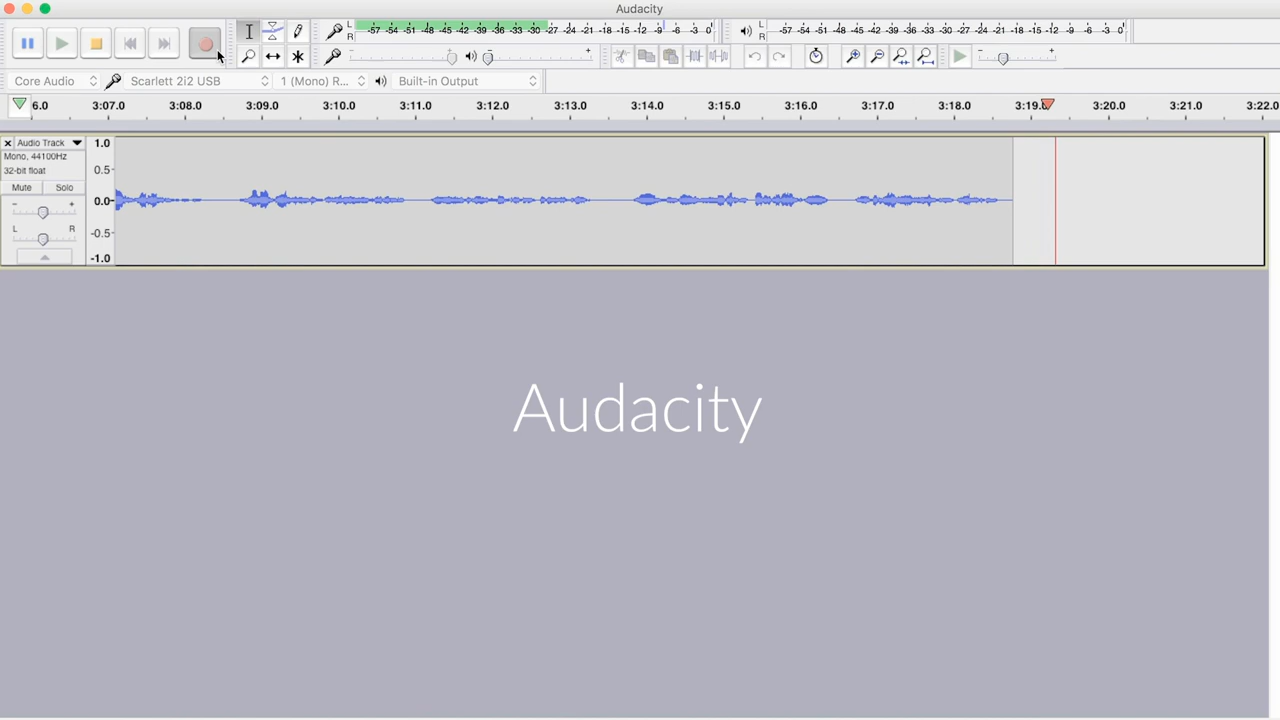 Audacity
L
R
-57 -54 -51 -48 -45 -42 -39 -36 -33 -30 -27 -24 -21 -18 -15 -12 -9 -6 -3 0
L
R
-57 -54 -51 -48 -45 -42 -39 -36 -33 -30 -27 -24 -21 -18 -15 -12 -9 -6 -3 0
- + - + - +
Core Audio Scarlett 2i2 USB 1 (Mono) R... Built-in Output
6.0 3:07.0 3:08.0 3:09.0 3:10.0 3:11.0 3:12.0 3:13.0 3:14.0 3:15.0 3:16.0 3:17.0 3:18.0 3:19.0 3:20.0 3:21.0 3:22.0
Audio Track
Mono, 44100Hz
32-bit float
Mute Solo
- +
L R
1.0
0.5-
0.0-
-0.5-
-1.0
Audacity